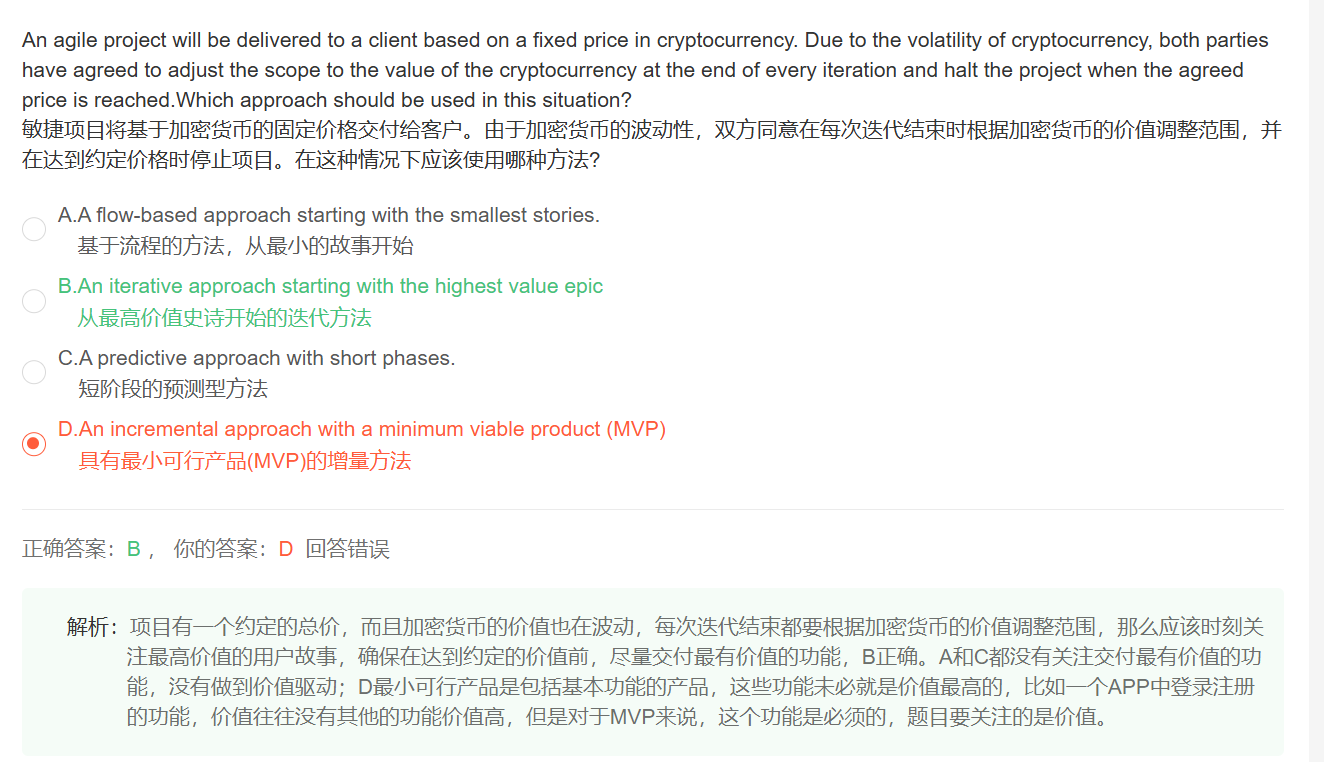 An agile project will be delivered to a client based on a fixed price in cryptocurrency. Due to the volatility of cryptocurrency, both parties
have agreed to adjust the scope to the value of the cryptocurrency at the end of every iteration and halt the project when the agreed
price is reached.Which approach should be used in this situation?
敏捷项目将基于加密货币的固定价格交付给客户。由于加密货币的波动性，双方同意在每次迭代结束时根据加密货币的价值调整范围，并
在达到约定价格时停止项目。在这种情况下应该使用哪种方法?
A.A flow-based approach starting with the smallest stories.
基于流程的方法，从最小的故事开始
B.An iterative approach starting with the highest value epic
从最高价值史诗开始的迭代方法
C.A predictive approach with short phases.
短阶段的预测型方法
D.An incremental approach with a minimum viable product (MVP)
具有最小可行产品(MVP)的增量方法
正确答案：B ， 你的答案：D 回答错误
解析：项目有一个约定的总价，而且加密货币的价值也在波动，每次迭代结束都要根据加密货币的价值调整范围，那么应该时刻关
注最高价值的用户故事，确保在达到约定的价值前，尽量交付最有价值的功能，B正确。A和C都没有关注交付最有价值的功
能，没有做到价值驱动；D最小可行产品是包括基本功能的产品，这些功能未必就是价值最高的，比如一个APP中登录注册
的功能，价值往往没有其他的功能价值高，但是对于MVP来说，这个功能是必须的，题目要关注的是价值。